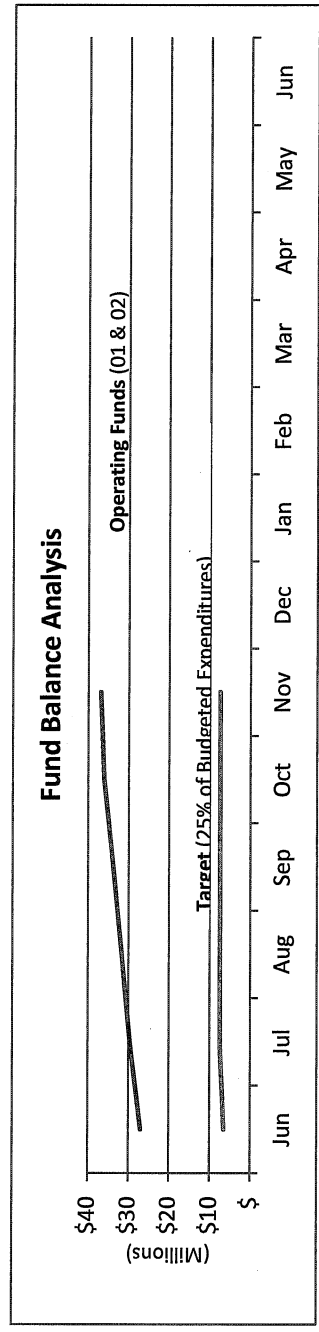 Fund Balance Analysis
$40
$30
$20
$10
$
(Millions)
Operating Funds (01 & 02)
Target (25% of Budgeted Expenditures)
Jun Jul Aug Sep Oct Nov Dec Jan Feb Mar Apr May Jun